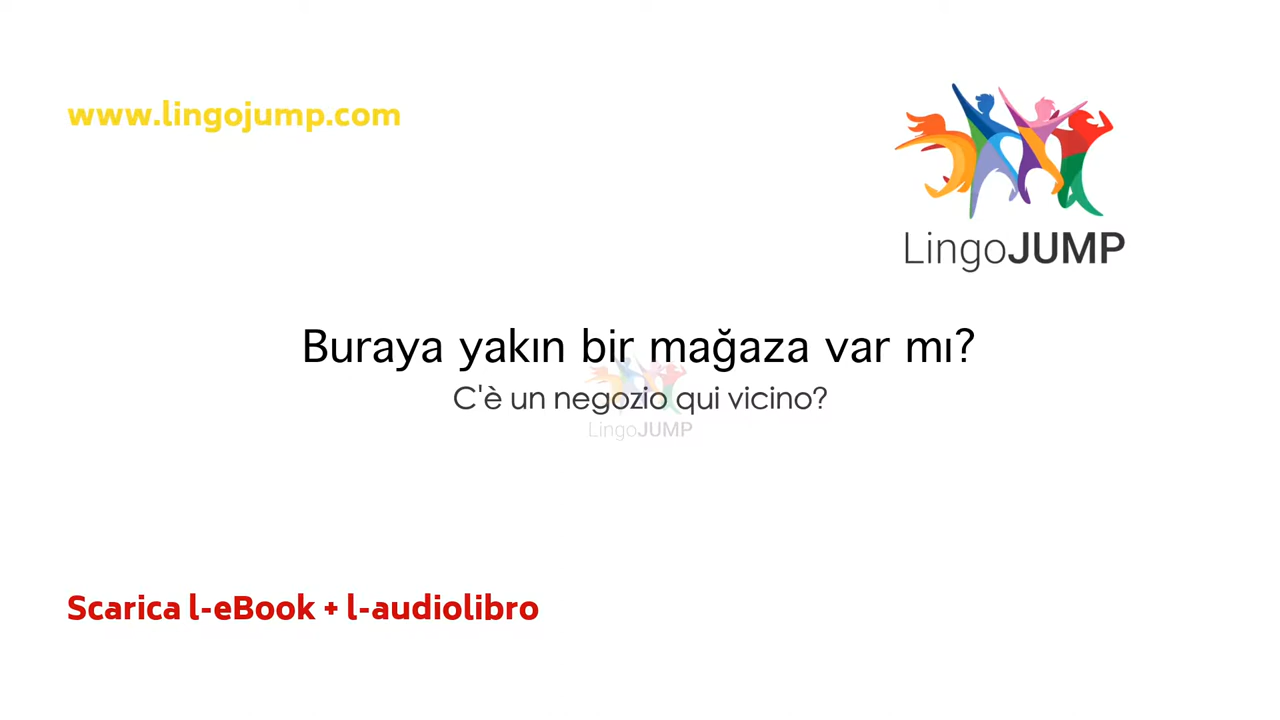 www.lingojump.com
LingoJUMP
Buraya yakın bir mağaza var mı?
C'è un negozio qui vicino?
LingoJUMP
Scarica l-eBook + l-audiolibro